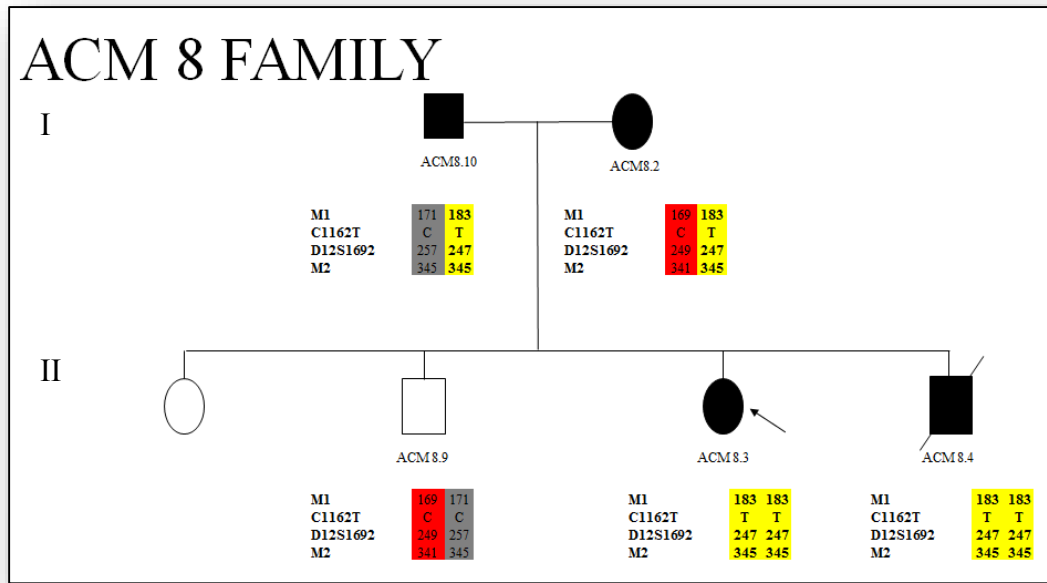 ACM 8 FAMILY
I
ACM8.10
ACM8.2
M1 171 183
C1162T C T
D12S1692 257 247
M2 345 345
M1 169 183
C1162T C T
D12S1692 249 247
M2 341 345
II
ACM 8.9
ACM 8.3
ACM 8.4
M1 169 171
C1162T C C
D12S1692 249 257
M2 341 345
M1 183 183
C1162T T T
D12S1692 247 247
M2 345 345
M1 183 183
C1162T T T
D12S1692 247 247
M2 345 345